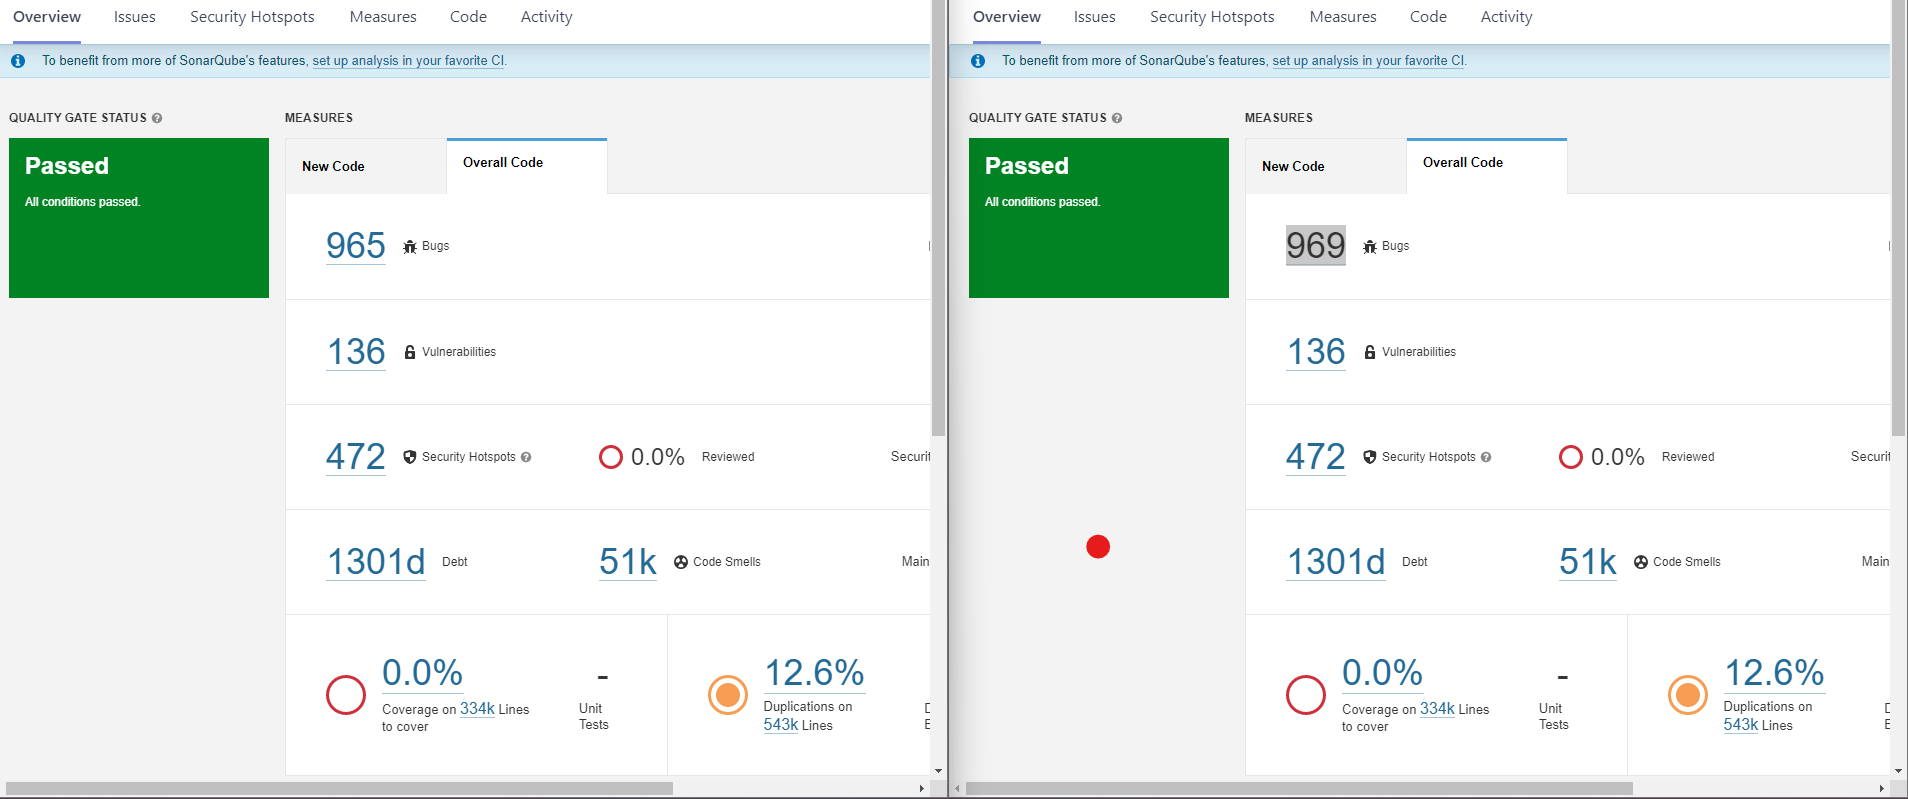 Overview Issues Security Hotspots Measures Code Activity
To benefit from more of SonarQube's features, set up analysis in your favorite CI.
QUALITY GATE STATUS
MEASURES
Passed
All conditions passed.
New Code
Overall Code
965 Bugs
136 Vulnerabilities
472 Security Hotspots 0.0% Reviewed Securit
1301d Debt 51k Code Smells Main
0.0%
Coverage on 334k Lines
to cover
-
Unit
Tests
12.6%
Duplications on
543k Lines
Overview Issues Security Hotspots Measures Code Activity
To benefit from more of SonarQube's features, set up analysis in your favorite CI.
QUALITY GATE STATUS
MEASURES
Passed
All conditions passed.
New Code
Overall Code
969 Bugs
136 Vulnerabilities
472 Security Hotspots 0.0% Reviewed Securit
1301d Debt 51k Code Smells Main
0.0%
Coverage on 334k Lines
to cover
-
Unit
Tests
12.6%
Duplications on
543k Lines